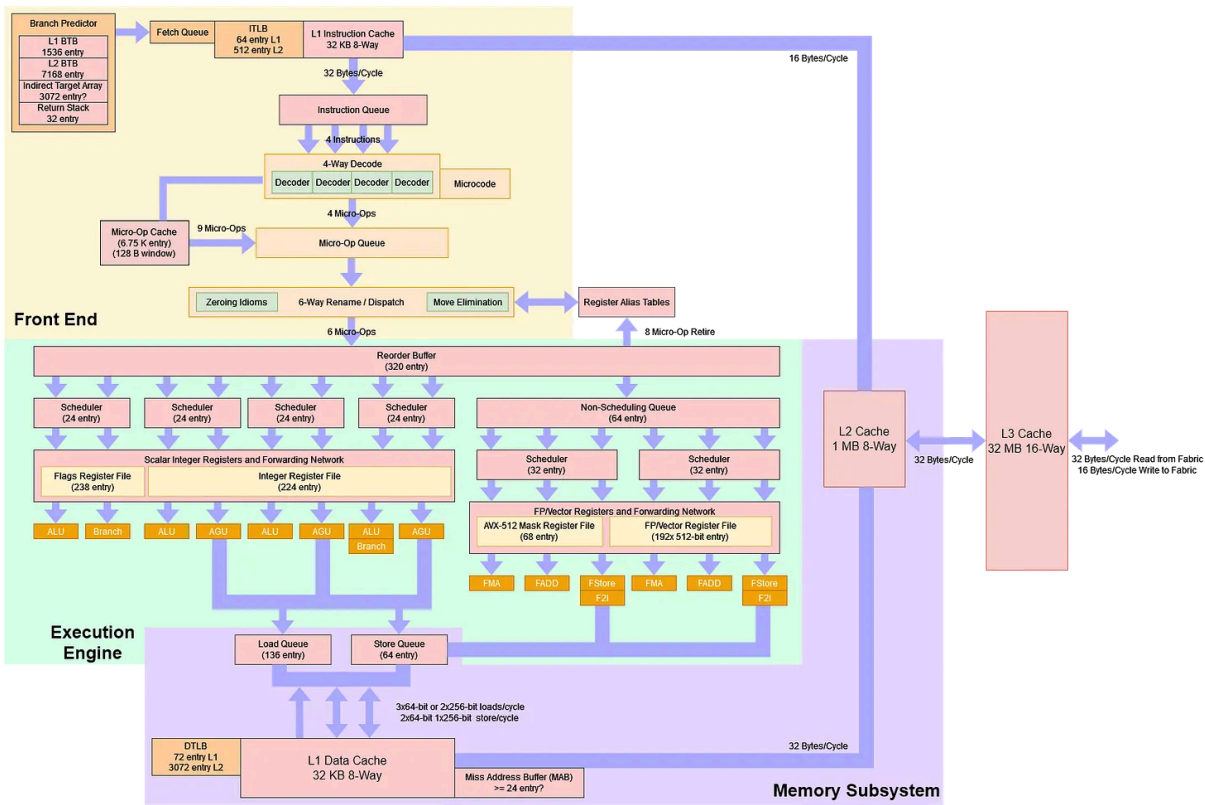 Branch Predictor
L1 BTB
1536 entry
L2 BTB
7168 entry
Indirect Target Array
3072 entry?
Return Stack
32 entry
Fetch Queue
ITLB
64 entry L1
512 entry L2
L1 Instruction Cache
32 KB 8-Way
16 Bytes/Cycle
32 Bytes/Cycle
Instruction Queue
4 Instructions
4-Way Decode
Decoder
Decoder
Decoder
Decoder
Microcode
4 Micro-Ops
Micro-Op Cache
(6.75 K entry)
(128 B window)
9 Micro-Ops
Micro-Op Queue
Zeroing Idioms
6-Way Rename / Dispatch
Move Elimination
Register Alias Tables
Front End
6 Micro-Ops
8 Micro-Op Retire
Reorder Buffer
(320 entry)
Scheduler
(24 entry)
Scheduler
(24 entry)
Scheduler
(24 entry)
Scheduler
(24 entry)
Non-Scheduling Queue
(64 entry)
Scheduler
(32 entry)
Scheduler
(32 entry)
Scalar Integer Registers and Forwarding Network
Flags Register File
(238 entry)
Integer Register File
(224 entry)
FP/Vector Registers and Forwarding Network
AVX-512 Mask Register File
(68 entry)
FP/Vector Register File
(192x 512-bit entry)
ALU
Branch
ALU
AGU
ALU
AGU
ALU
Branch
AGU
FMA
FADD
FStore
F2I
FMA
FADD
FStore
F2I
L2 Cache
1 MB 8-Way
32 Bytes/Cycle
L3 Cache
32 MB 16-Way
32 Bytes/Cycle Read from Fabric
16 Bytes/Cycle Write to Fabric
Execution
Engine
Load Queue
(136 entry)
Store Queue
(64 entry)
3x64-bit or 2x256-bit loads/cycle
2x64-bit 1x256-bit store/cycle
DTLB
72 entry L1
3072 entry L2
L1 Data Cache
32 KB 8-Way
Miss Address Buffer (MAB)
>= 24 entry?
32 Bytes/Cycle
Memory Subsystem